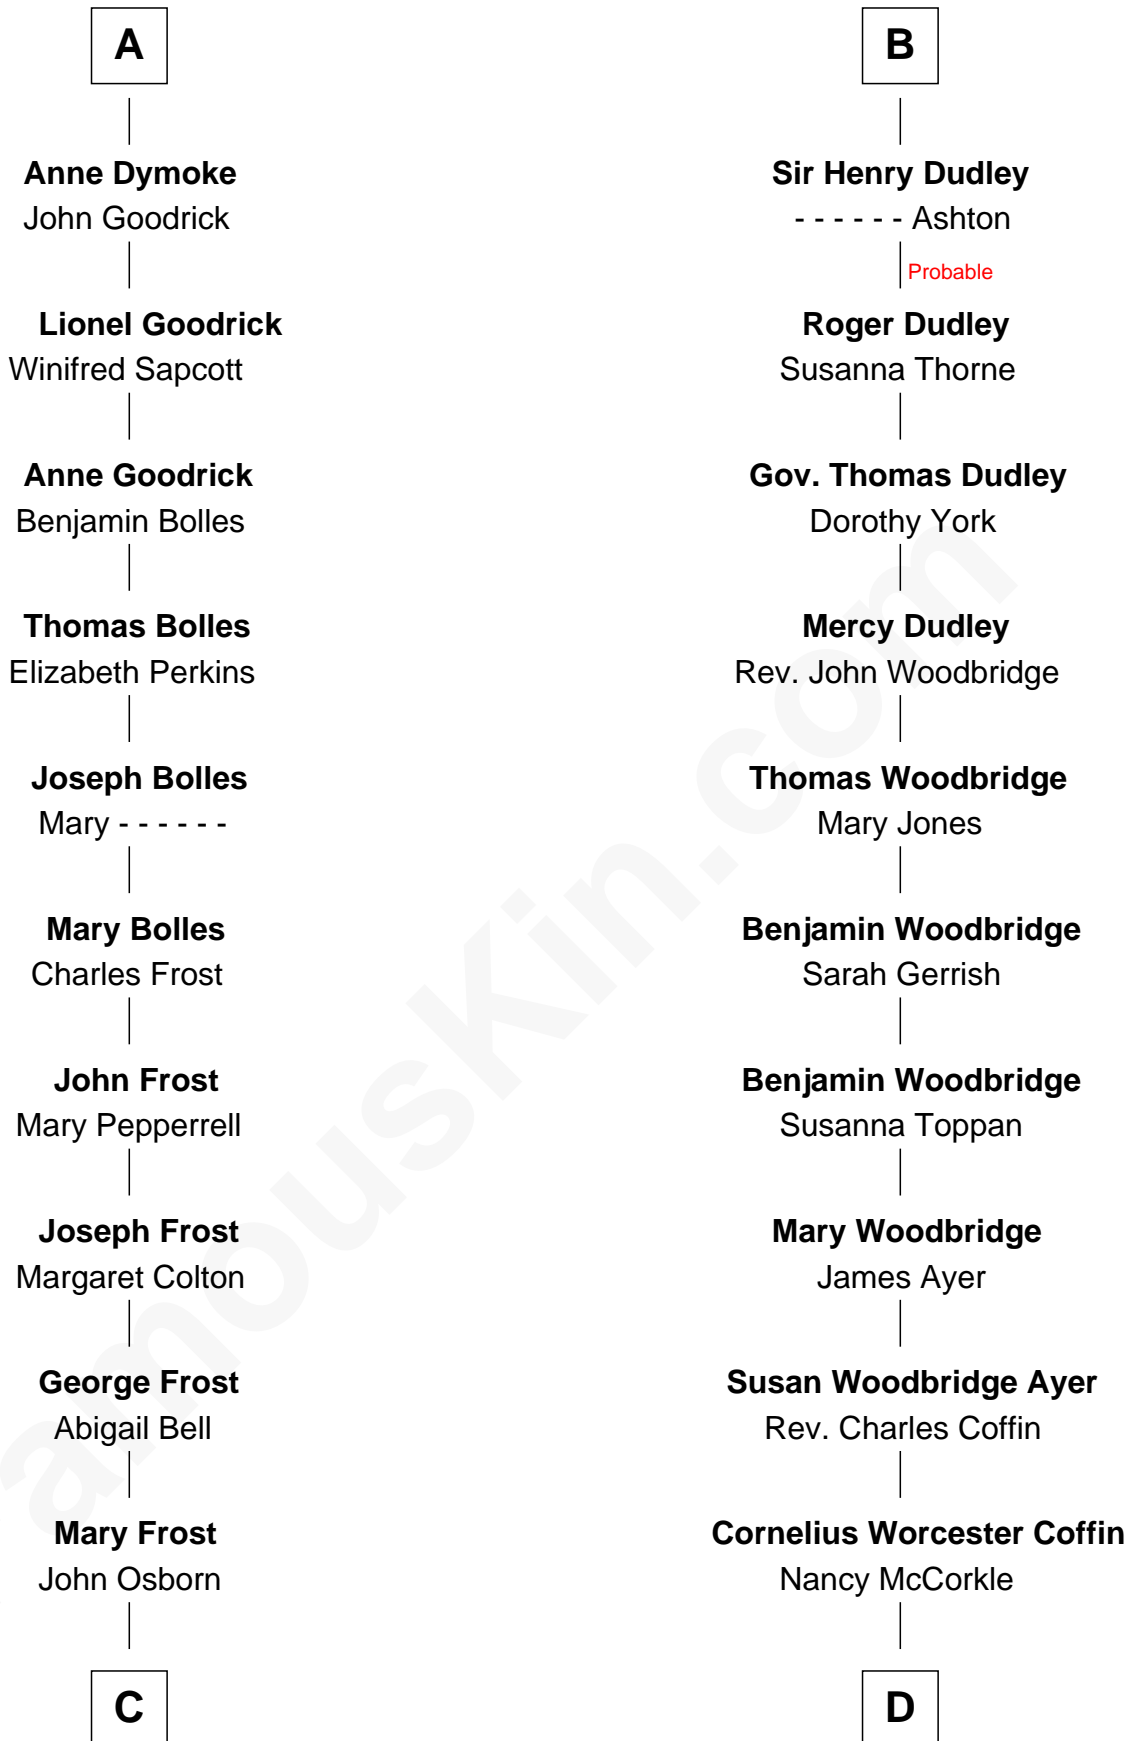 A
Anne Dymoke
John Goodrick
Lionel Goodrick
Winifred Sapcott
Anne Goodrick
Benjamin Bolles
Thomas Bolles
Elizabeth Perkins
Joseph Bolles
Mary - - - - - -
Mary Bolles
Charles Frost
John Frost
Mary Pepperrell
Joseph Frost
Margaret Colton
George Frost
Abigail Bell
Mary Frost
John Osborn
C
B
Sir Henry Dudley
- - - - - - Ashton
Probable
Roger Dudley
Susanna Thorne
Gov. Thomas Dudley
Dorothy York
Mercy Dudley
Rev. John Woodbridge
Thomas Woodbridge
Mary Jones
Benjamin Woodbridge
Sarah Gerrish
Benjamin Woodbridge
Susanna Toppan
Mary Woodbridge
James Ayer
Susan Woodbridge Ayer
Rev. Charles Coffin
Cornelius Worcester Coffin
Nancy McCorkle
D
amousKin.com